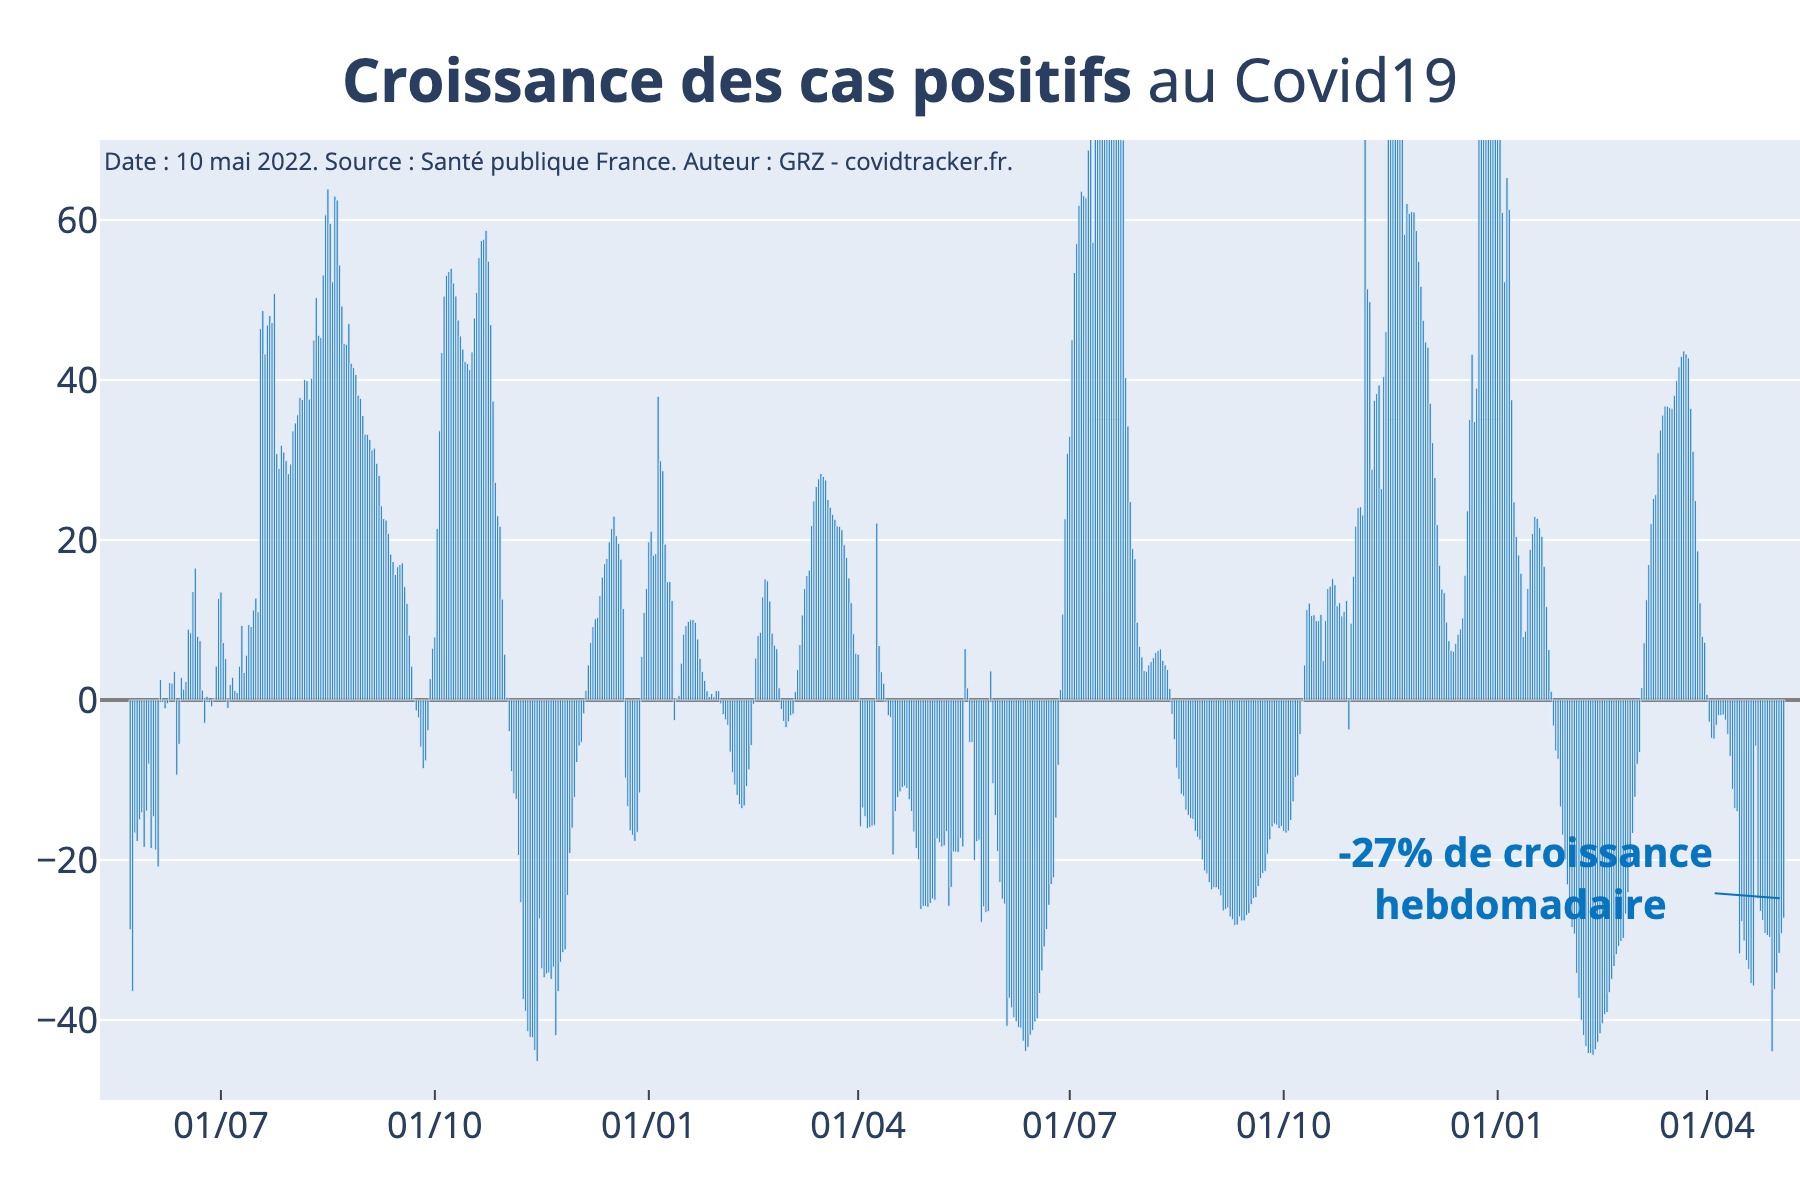 Croissance des cas positifs au Covid19
Date : 10 mai 2022. Source : Santé publique France. Auteur : GRZ - covidtracker.fr.
60
40
20
0
−20
−40
-27% de croissance
hebdomadaire
01/07 01/10 01/01 01/04 01/07 01/10 01/01 01/04